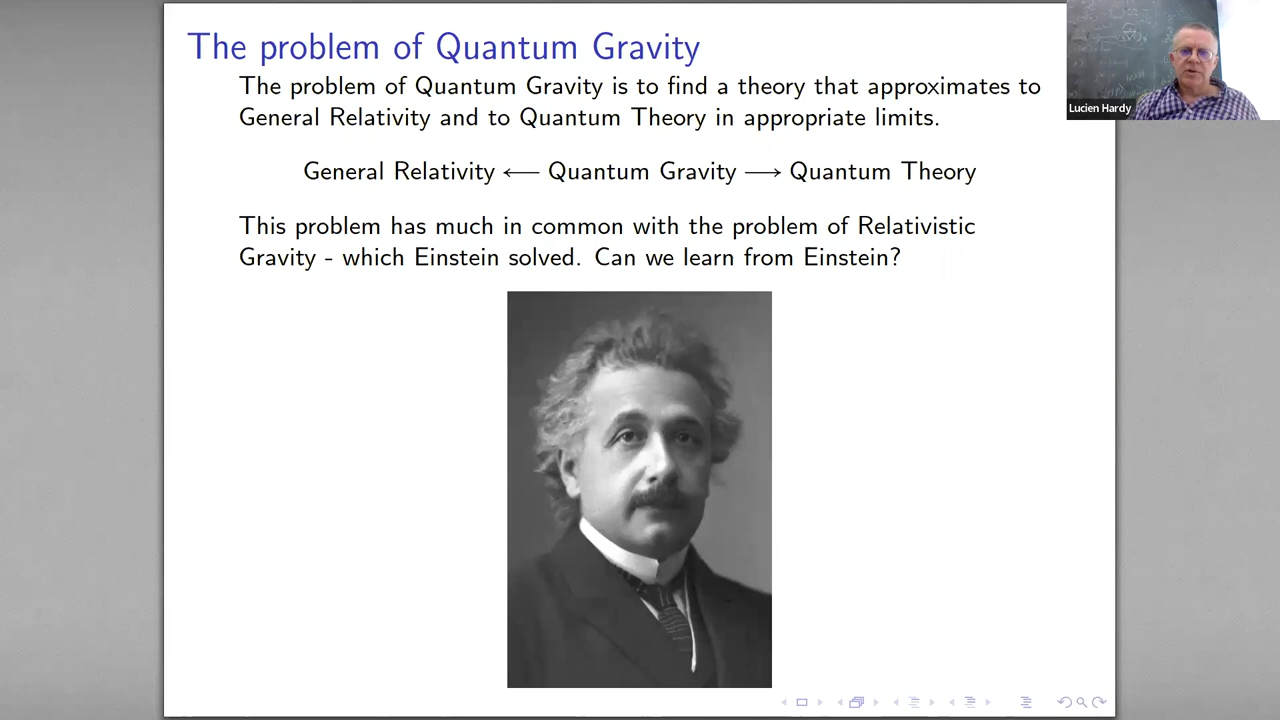 The problem of Quantum Gravity
The problem of Quantum Gravity is to find a theory that approximates to
General Relativity and to Quantum Theory in appropriate limits.
General Relativity ⟵ Quantum Gravity ⟶ Quantum Theory
This problem has much in common with the problem of Relativistic
Gravity - which Einstein solved. Can we learn from Einstein?
Lucien Hardy